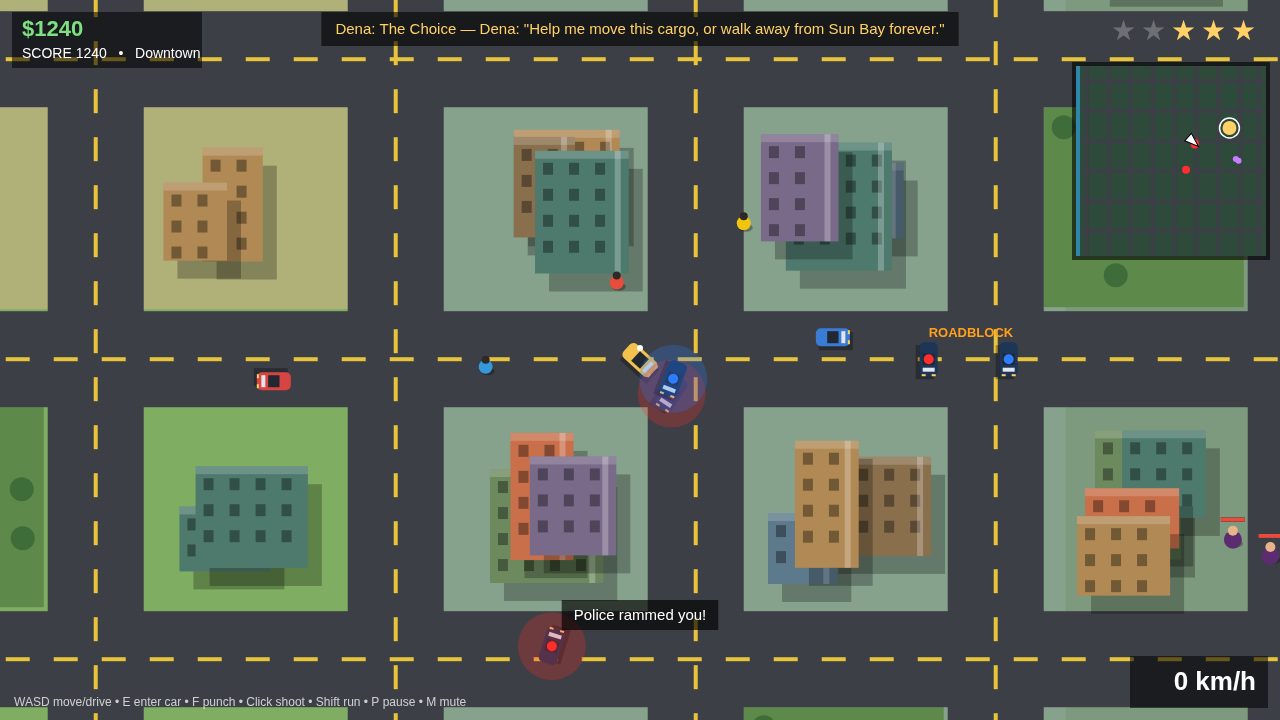 $1240
SCORE 1240 • Downtown
Dena: The Choice — Dena: "Help me move this cargo, or walk away from Sun Bay forever."
ROADBLOCK
Police rammed you!
0 km/h
WASD move/drive • E enter car • F punch • Click shoot • Shift run • P pause • M mute